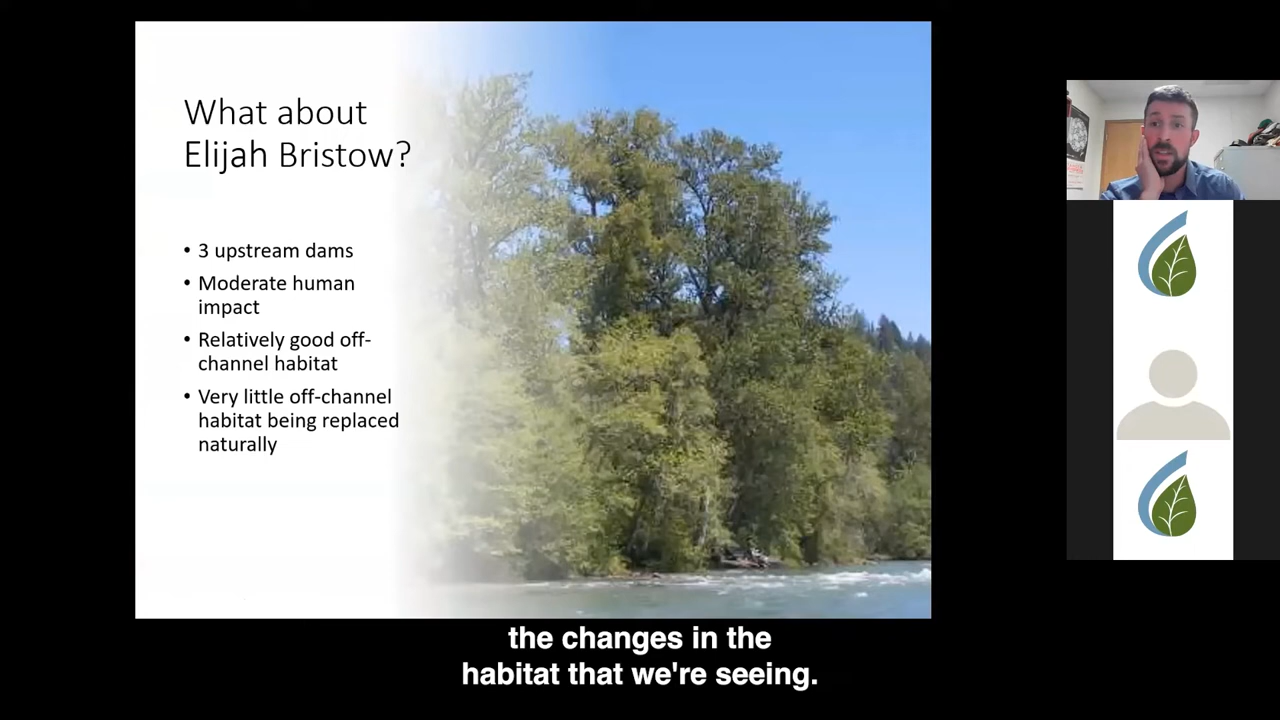 What about
Elijah Bristow?
• 3 upstream dams
• Moderate human
impact
• Relatively good off-
channel habitat
• Very little off-channel
habitat being replaced
naturally
the changes in the
habitat that we're seeing.